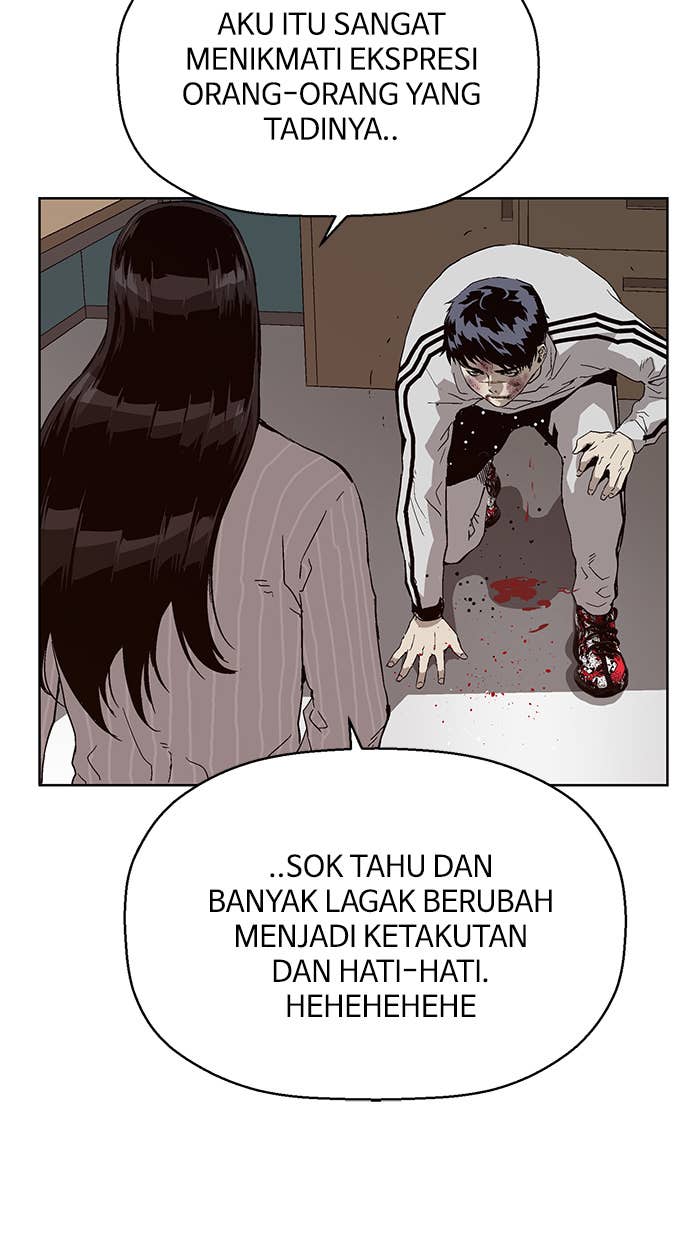 AKU ITU SANGAT
MENIKMATI EKSPRESI
ORANG-ORANG YANG
TADINYA..
..SOK TAHU DAN
BANYAK LAGAK BERUBAH
MENJADI KETAKUTAN
DAN HATI-HATI.
HEHEHEHEHE